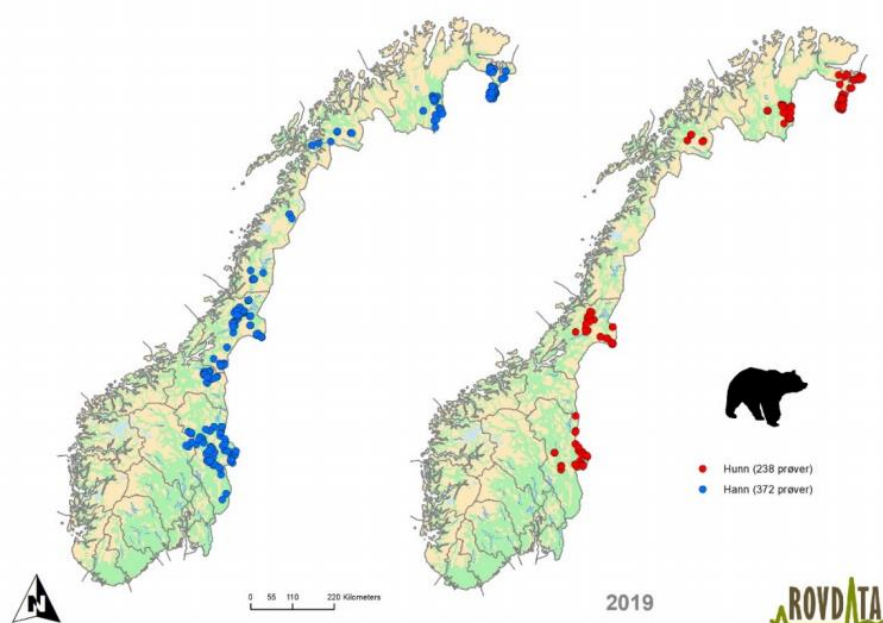 Hunn (238 prøver)
Hann (372 prøver)
N
0 55 110 220 Kilometers
2019
ROVDATA